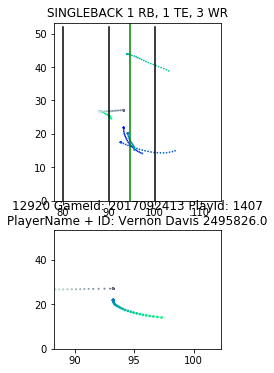 SINGLEBACK 1 RB, 1 TE, 3 WR
50
40
30
20
10
0
80 90 100 110
12920 GameId: 2017092413 PlayId: 1407
PlayerName + ID: Vernon Davis 2495826.0
40
20
0
90 95 100